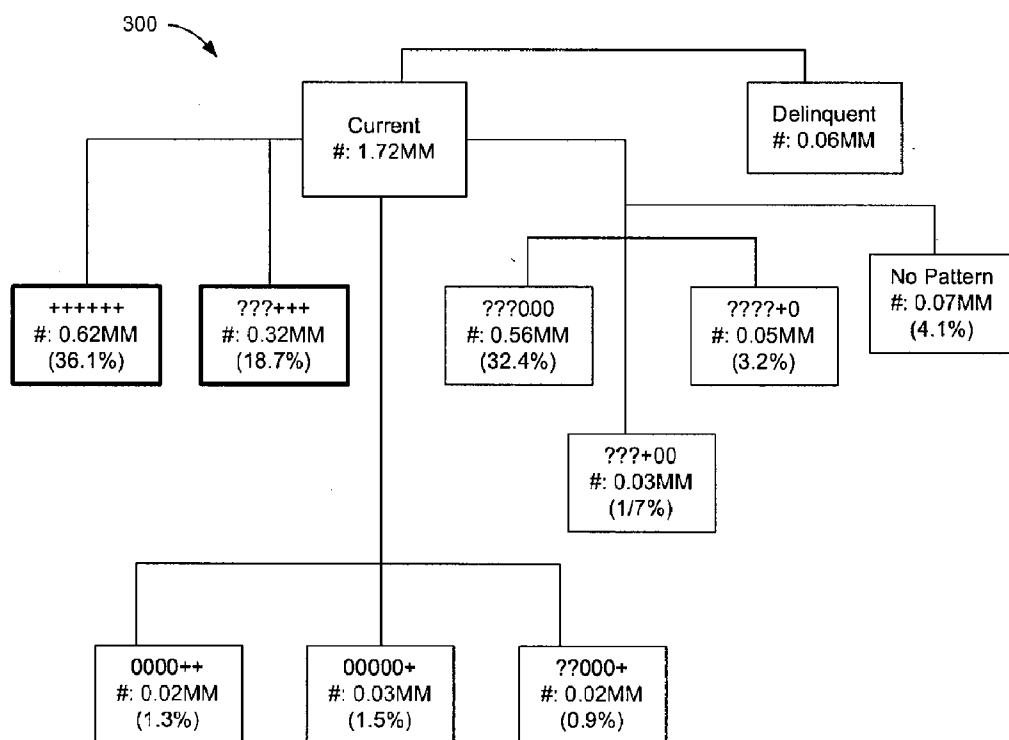 300
Current
#: 1.72MM
Delinquent
#: 0.06MM
++++++
#: 0.62MM
(36.1%)
???+++
#: 0.32MM
(18.7%)
???000
#: 0.56MM
(32.4%)
????+0
#: 0.05MM
(3.2%)
No Pattern
#: 0.07MM
(4.1%)
???+00
#: 0.03MM
(1/7%)
0000++
#: 0.02MM
(1.3%)
00000+
#: 0.03MM
(1.5%)
??000+
#: 0.02MM
(0.9%)